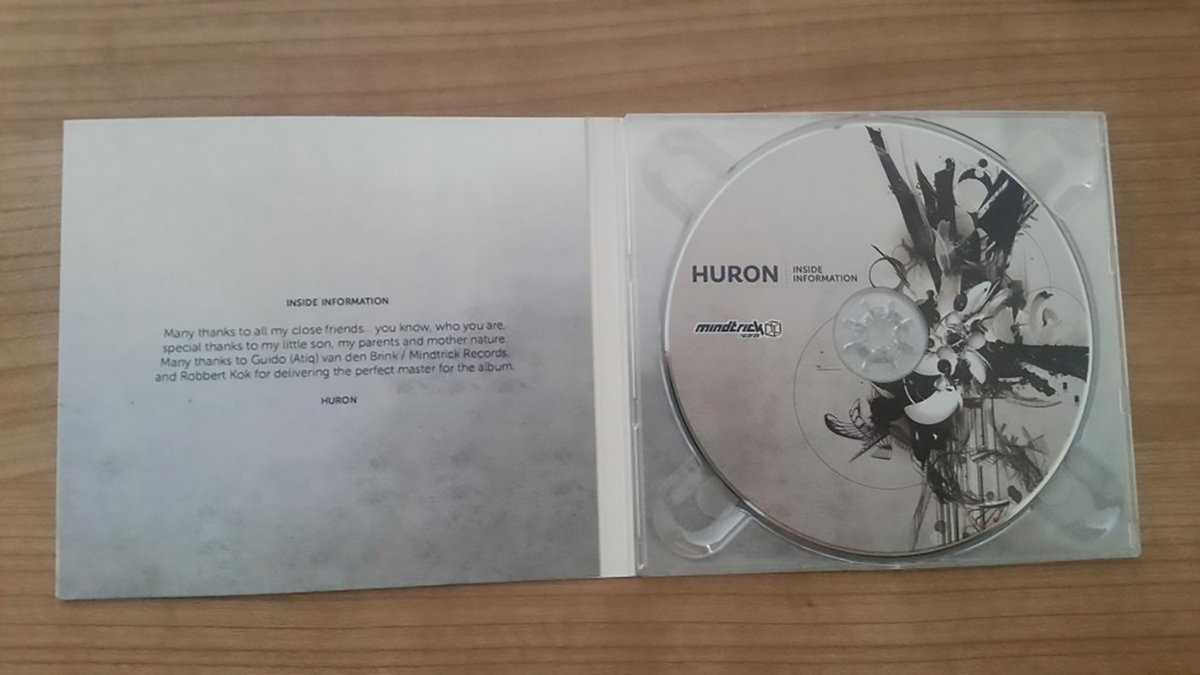 INSIDE INFORMATION
Many thanks to all my close friends... you know, who you are,
special thanks to my little son, my parents and mother nature.
Many thanks to Guido (Atiq) van den Brink / Mindtrick Records,
and Robbert Kok for delivering the perfect master for the album.
HURON
HURON
INSIDE
INFORMATION
mindtrick
records